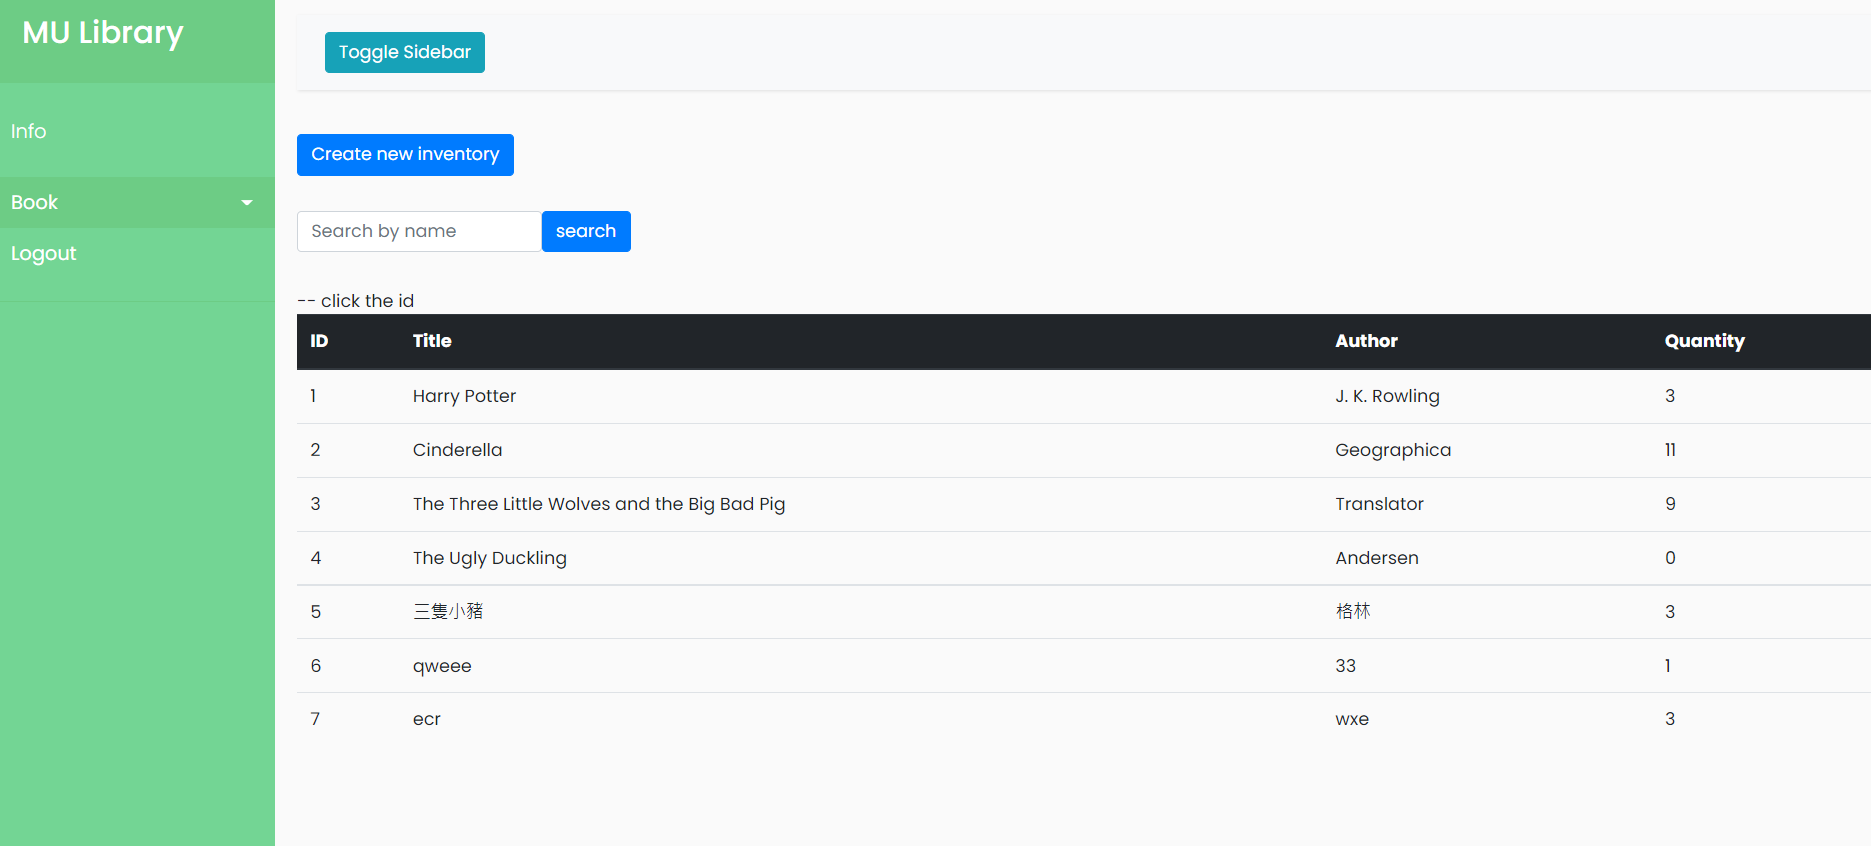 MU Library
Info
Book
Logout
Toggle Sidebar
Create new inventory
Search by name search
-- click the id
ID Title Author Quantity
1 Harry Potter J. K. Rowling 3
2 Cinderella Geographica 11
3 The Three Little Wolves and the Big Bad Pig Translator 9
4 The Ugly Duckling Andersen 0
5 三隻小豬 格林 3
6 qweee 33 1
7 ecr wxe 3